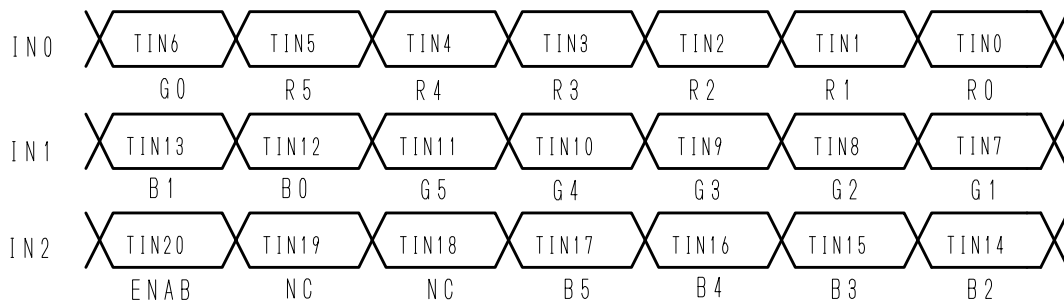 IN0 TIN6 TIN5 TIN4 TIN3 TIN2 TIN1 TIN0
G0 R5 R4 R3 R2 R1 R0
IN1 TIN13 TIN12 TIN11 TIN10 TIN9 TIN8 TIN7
B1 B0 G5 G4 G3 G2 G1
IN2 TIN20 TIN19 TIN18 TIN17 TIN16 TIN15 TIN14
ENAB NC NC B5 B4 B3 B2